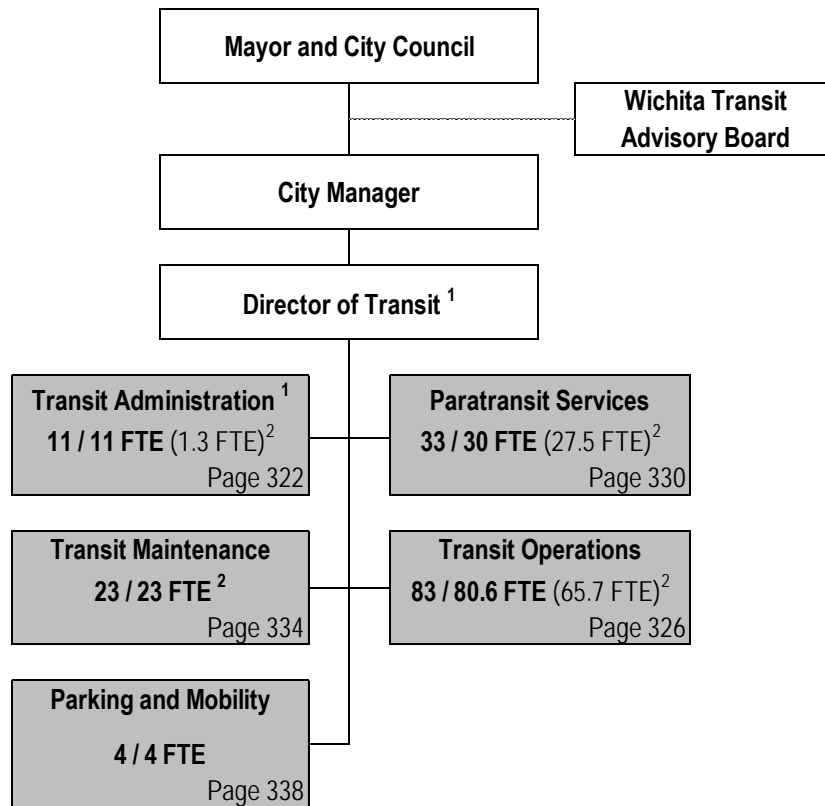 Mayor and City Council
Wichita Transit
Advisory Board
City Manager
Director of Transit 1
Transit Administration 1
11 / 11 FTE (1.3 FTE)2
Page 322
Paratransit Services
33 / 30 FTE (27.5 FTE)2
Page 330
Transit Maintenance
23 / 23 FTE 2
Page 334
Transit Operations
83 / 80.6 FTE (65.7 FTE)2
Page 326
Parking and Mobility
4 / 4 FTE
Page 338